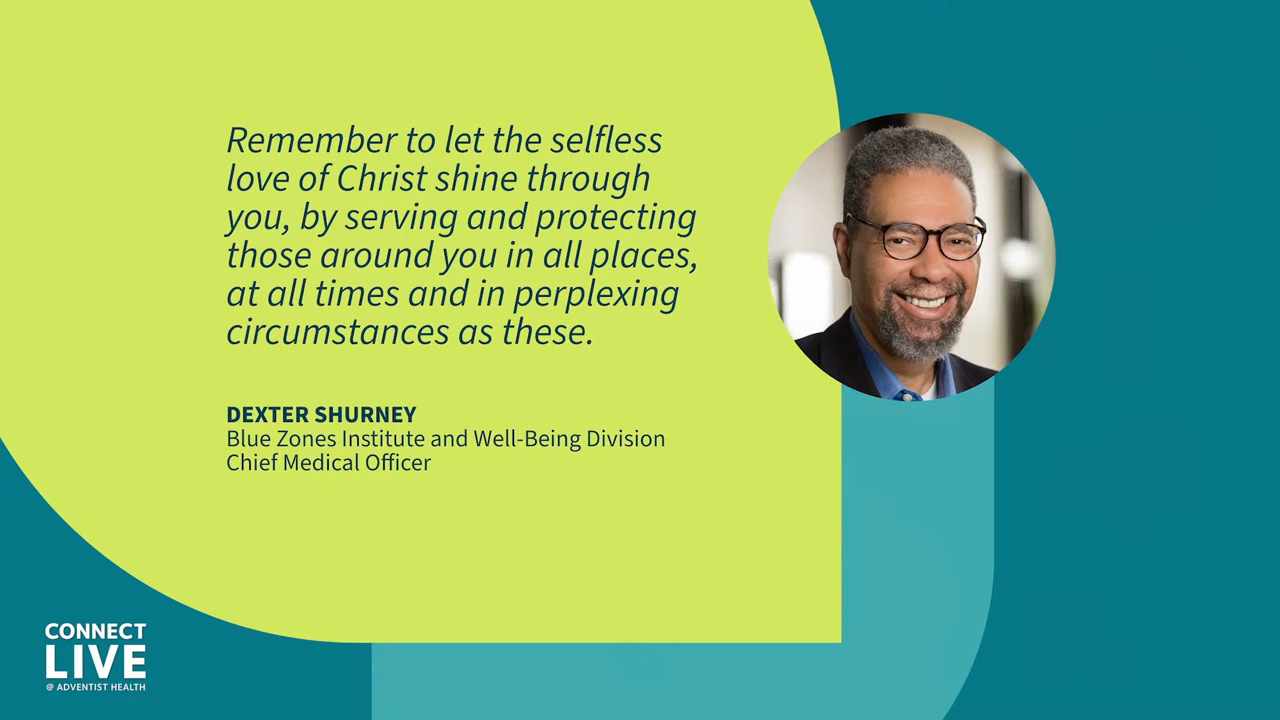 Remember to let the selfless
love of Christ shine through
you, by serving and protecting
those around you in all places,
at all times and in perplexing
circumstances as these.
DEXTER SHURNEY
Blue Zones Institute and Well-Being Division
Chief Medical Officer
CONNECT
LIVE
@ ADVENTIST HEALTH